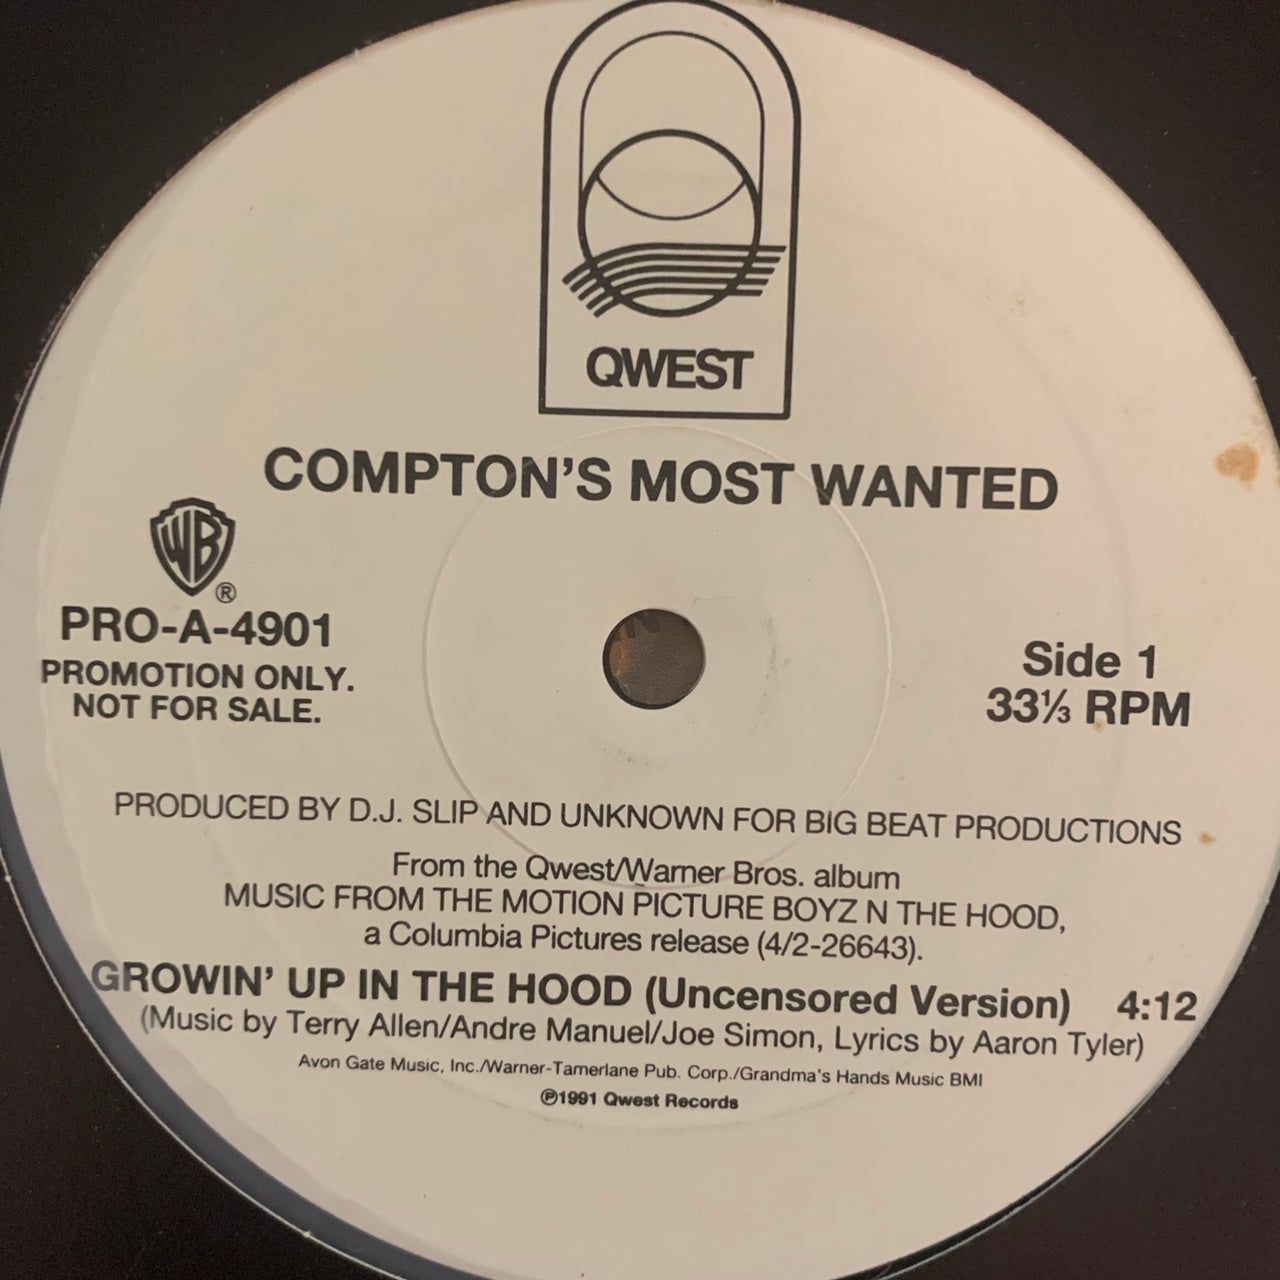 QWEST
COMPTON'S MOST WANTED
WB
®
PRO-A-4901
PROMOTION ONLY.
NOT FOR SALE.
Side 1
33⅓ RPM
PRODUCED BY D.J. SLIP AND UNKNOWN FOR BIG BEAT PRODUCTIONS
From the Qwest/Warner Bros. album
MUSIC FROM THE MOTION PICTURE BOYZ N THE HOOD,
a Columbia Pictures release (4/2-26643).
GROWIN' UP IN THE HOOD (Uncensored Version) 4:12
(Music by Terry Allen/Andre Manuel/Joe Simon, Lyrics by Aaron Tyler)
Avon Gate Music, Inc./Warner-Tamerlane Pub. Corp./Grandma's Hands Music BMI
℗1991 Qwest Records